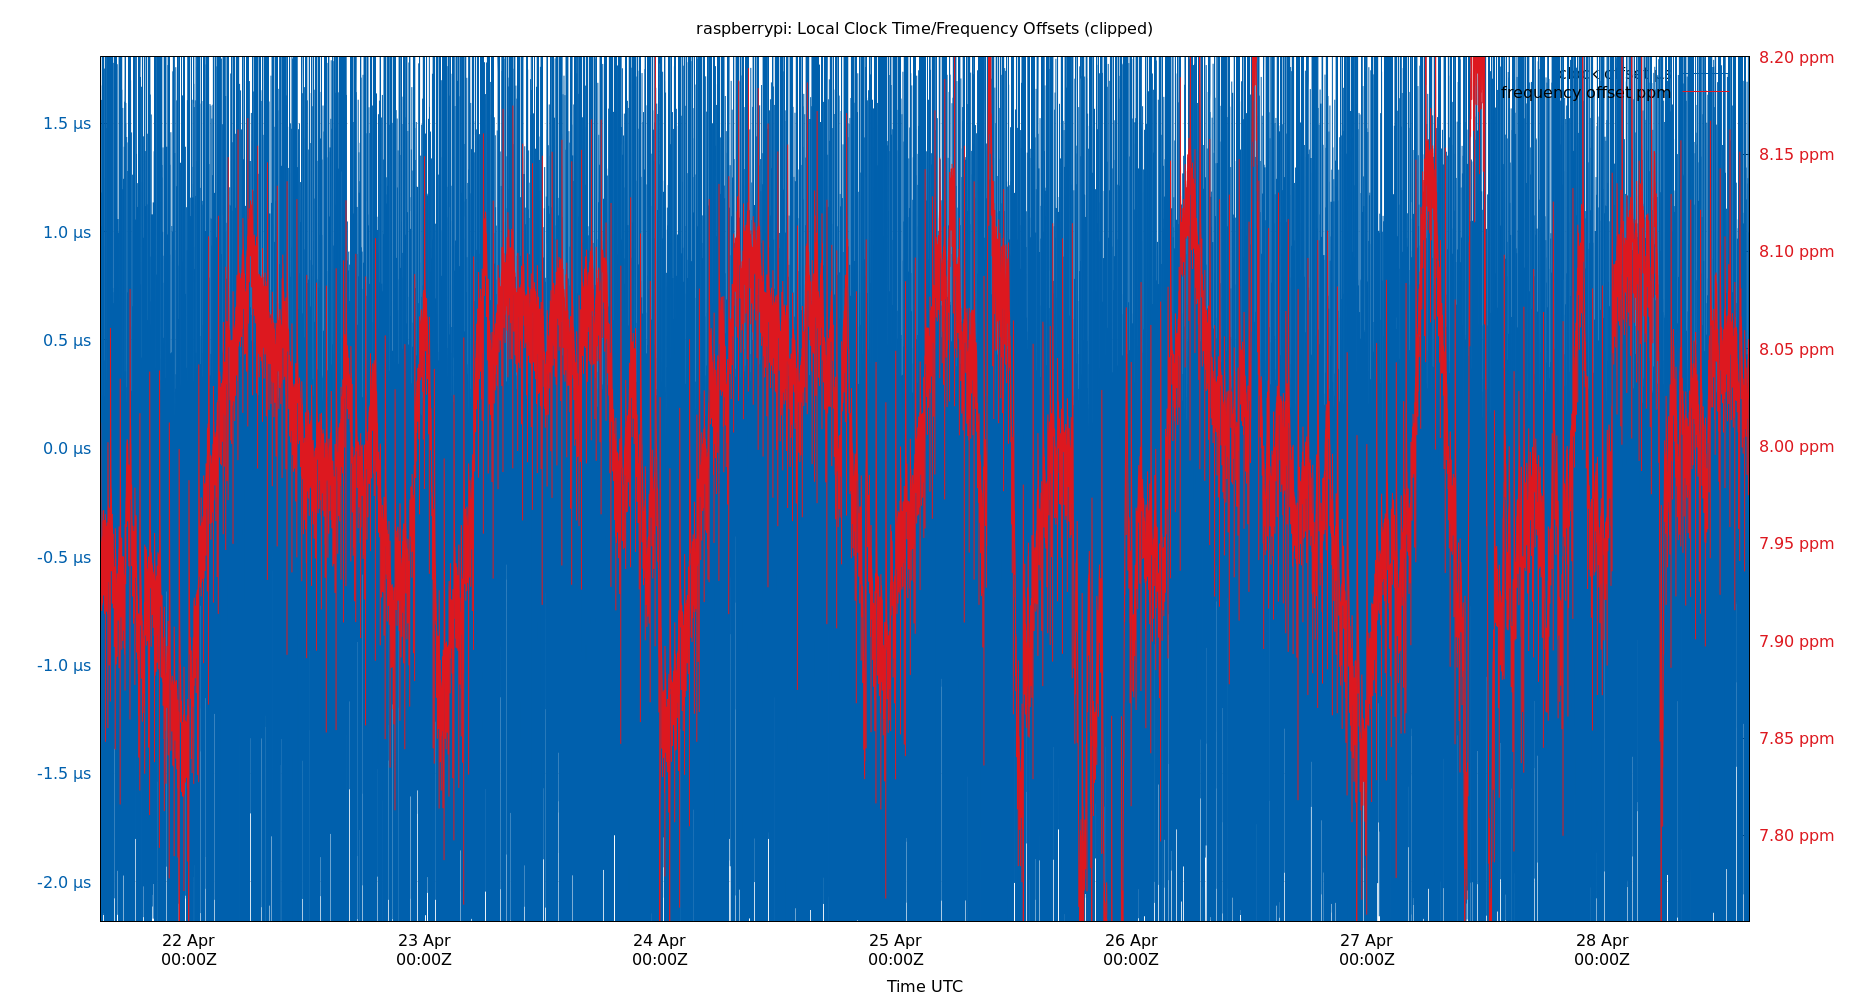 raspberrypi: Local Clock Time/Frequency Offsets (clipped)
clock offset µs
frequency offset ppm
1.5 µs
1.0 µs
0.5 µs
0.0 µs
-0.5 µs
-1.0 µs
-1.5 µs
-2.0 µs
8.20 ppm
8.15 ppm
8.10 ppm
8.05 ppm
8.00 ppm
7.95 ppm
7.90 ppm
7.85 ppm
7.80 ppm
22 Apr 23 Apr 24 Apr 25 Apr 26 Apr 27 Apr 28 Apr
00:00Z 00:00Z 00:00Z 00:00Z 00:00Z 00:00Z 00:00Z
Time UTC